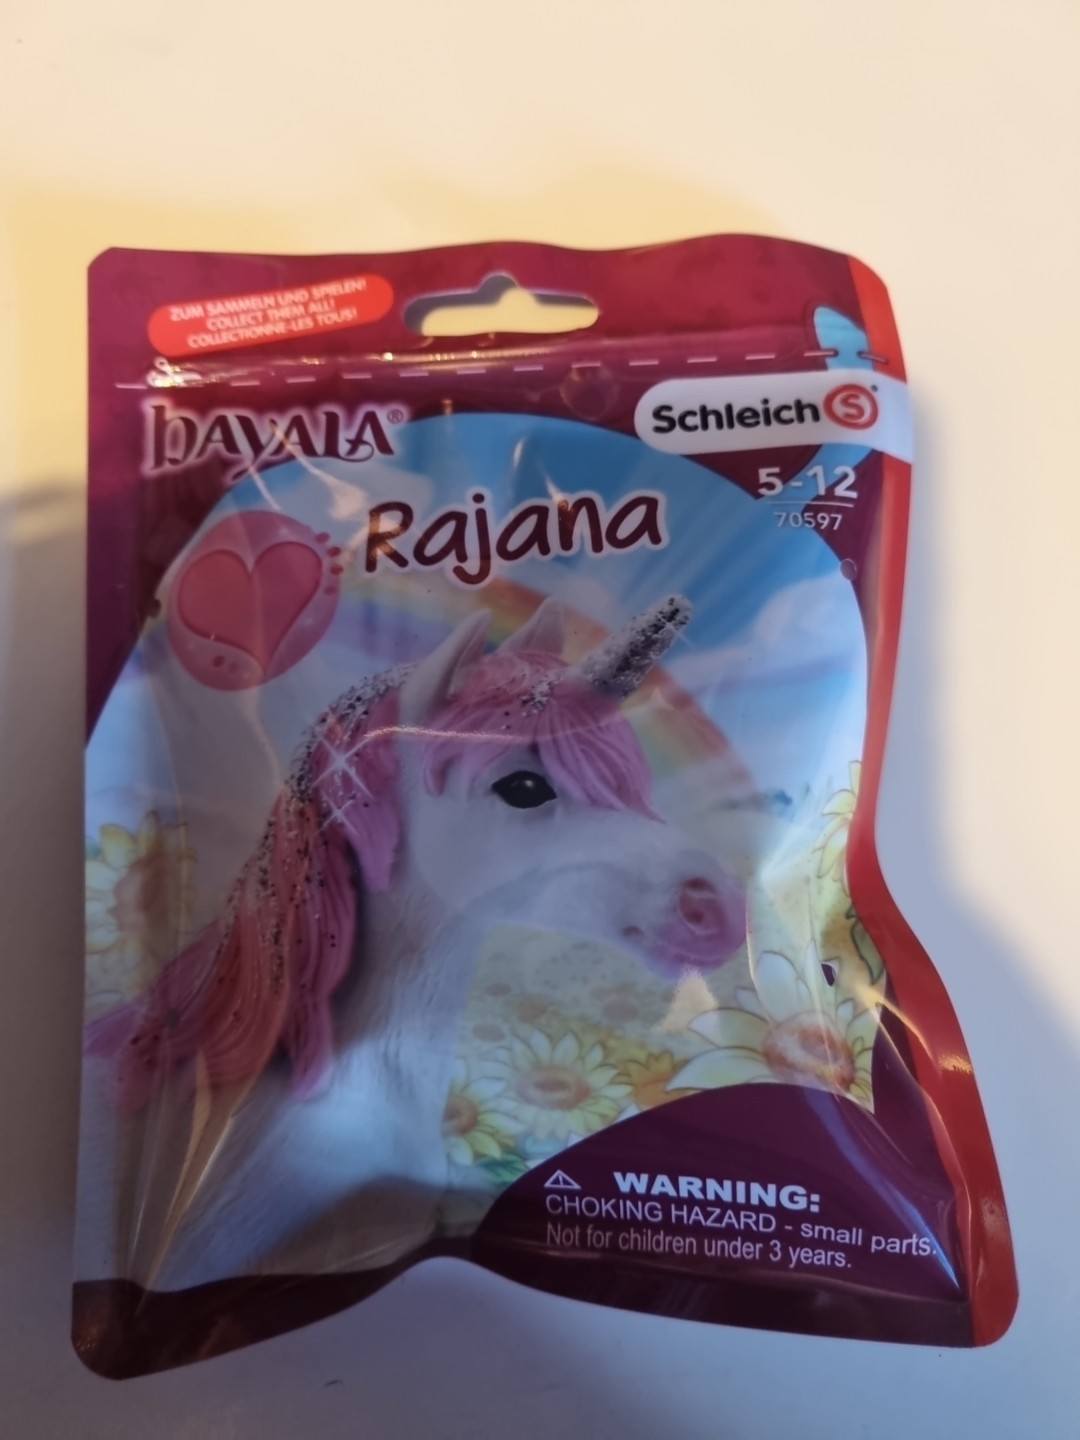 ZUM SAMMELN UND SPIELEN!
COLLECT THEM ALL!
COLLECTIONNE-LES TOUS!
bAYALA®
Schleich S
5-12
70597
Rajana
WARNING:
CHOKING HAZARD - small parts.
Not for children under 3 years.